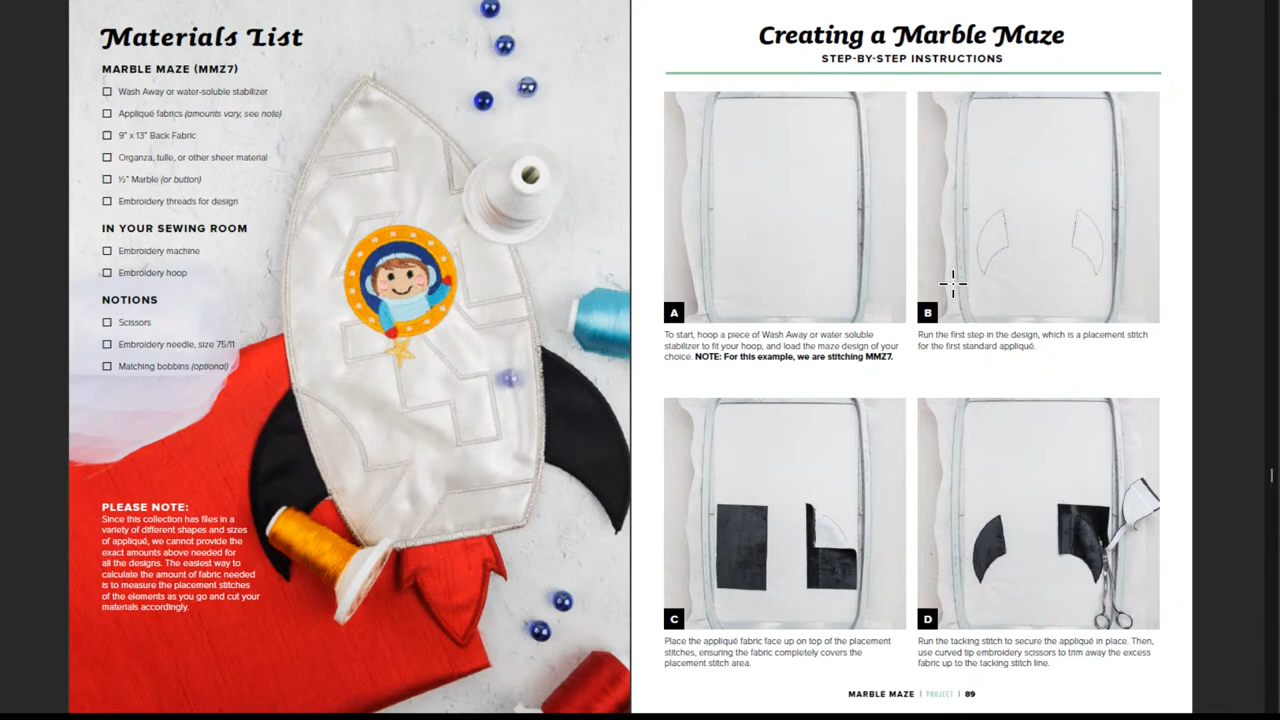 Materials List
MARBLE MAZE (MMZ7)
Wash Away or water-soluble stabilizer
Appliqué fabrics (amounts vary, see note)
9" x 13" Back Fabric
Organza, tulle, or other sheer material
½" Marble (or button)
Embroidery threads for design
IN YOUR SEWING ROOM
Embroidery machine
Embroidery hoop
NOTIONS
Scissors
Embroidery needle, size 75/11
Matching bobbins (optional)
PLEASE NOTE:
Since this collection has files in a
variety of different shapes and sizes
of appliqué, we cannot provide the
exact amounts above needed for
all the designs. The easiest way to
calculate the amount of fabric needed
is to measure the placement stitches
of the elements as you go and cut your
materials accordingly.
Creating a Marble Maze
STEP-BY-STEP INSTRUCTIONS
A
To start, hoop a piece of Wash Away or water soluble
stabilizer to fit your hoop, and load the maze design of your
choice. NOTE: For this example, we are stitching MMZ7.
B
Run the first step in the design, which is a placement stitch
for the first standard appliqué.
C
Place the appliqué fabric face up on top of the placement
stitches, ensuring the fabric completely covers the
placement stitch area.
D
Run the tacking stitch to secure the appliqué in place. Then,
use curved tip embroidery scissors to trim away the excess
fabric up to the tacking stitch line.
MARBLE MAZE | PROJECT | 89